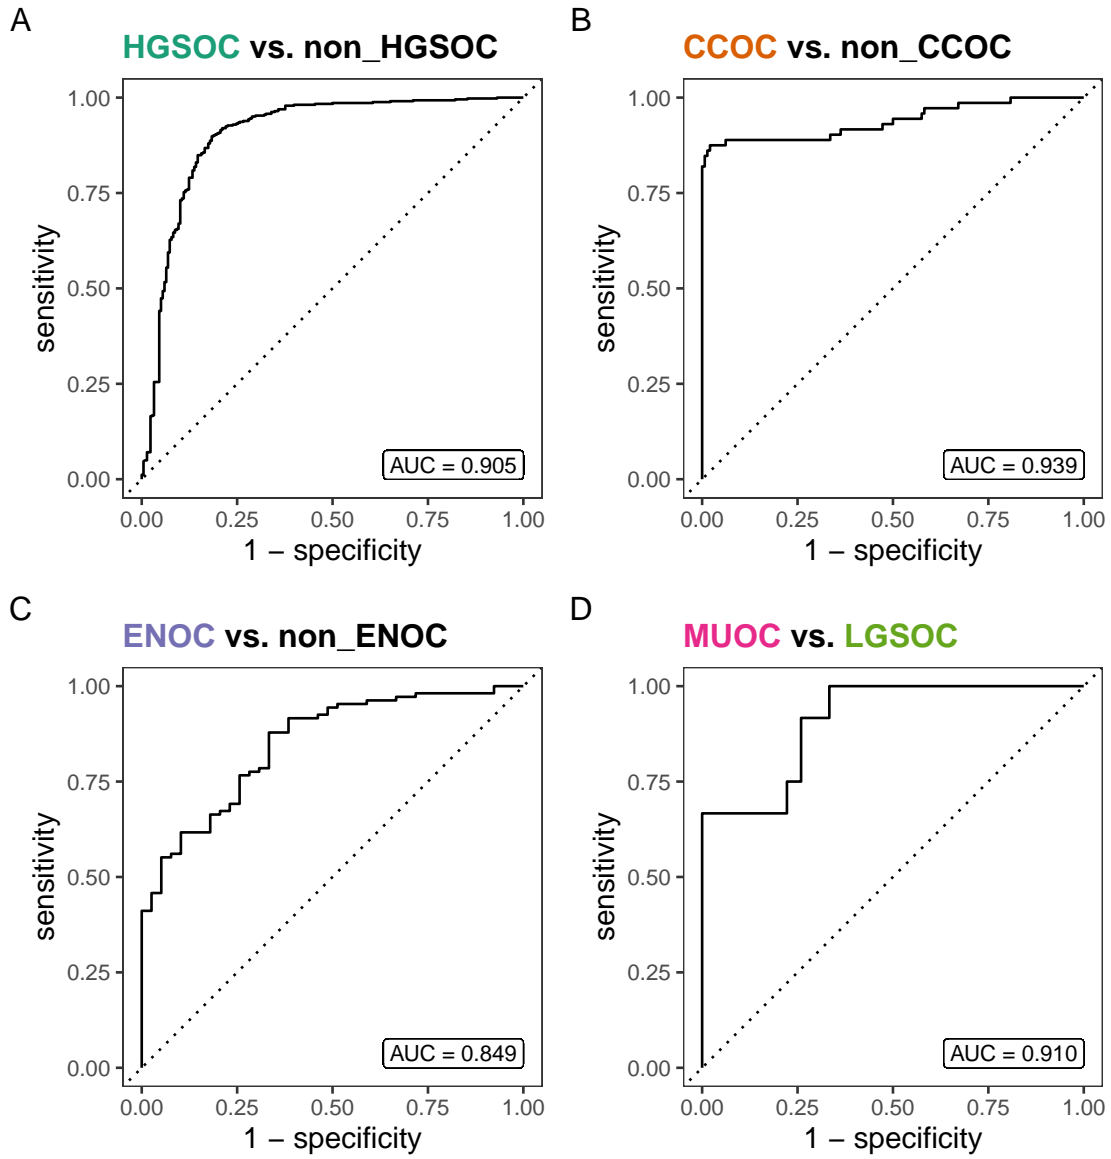 A
HGSOC vs. non_HGSOC
1.00
0.75
0.50
0.25
0.00
sensitivity
AUC = 0.905
0.00 0.25 0.50 0.75 1.00
1 − specificity
B
CCOC vs. non_CCOC
1.00
0.75
0.50
0.25
0.00
sensitivity
AUC = 0.939
0.00 0.25 0.50 0.75 1.00
1 − specificity
C
ENOC vs. non_ENOC
1.00
0.75
0.50
0.25
0.00
sensitivity
AUC = 0.849
0.00 0.25 0.50 0.75 1.00
1 − specificity
D
MUOC vs. LGSOC
1.00
0.75
0.50
0.25
0.00
sensitivity
AUC = 0.910
0.00 0.25 0.50 0.75 1.00
1 − specificity